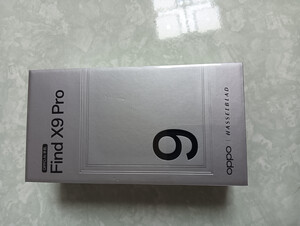 Find X9 Pro
9
oppo | HASSELBLAD